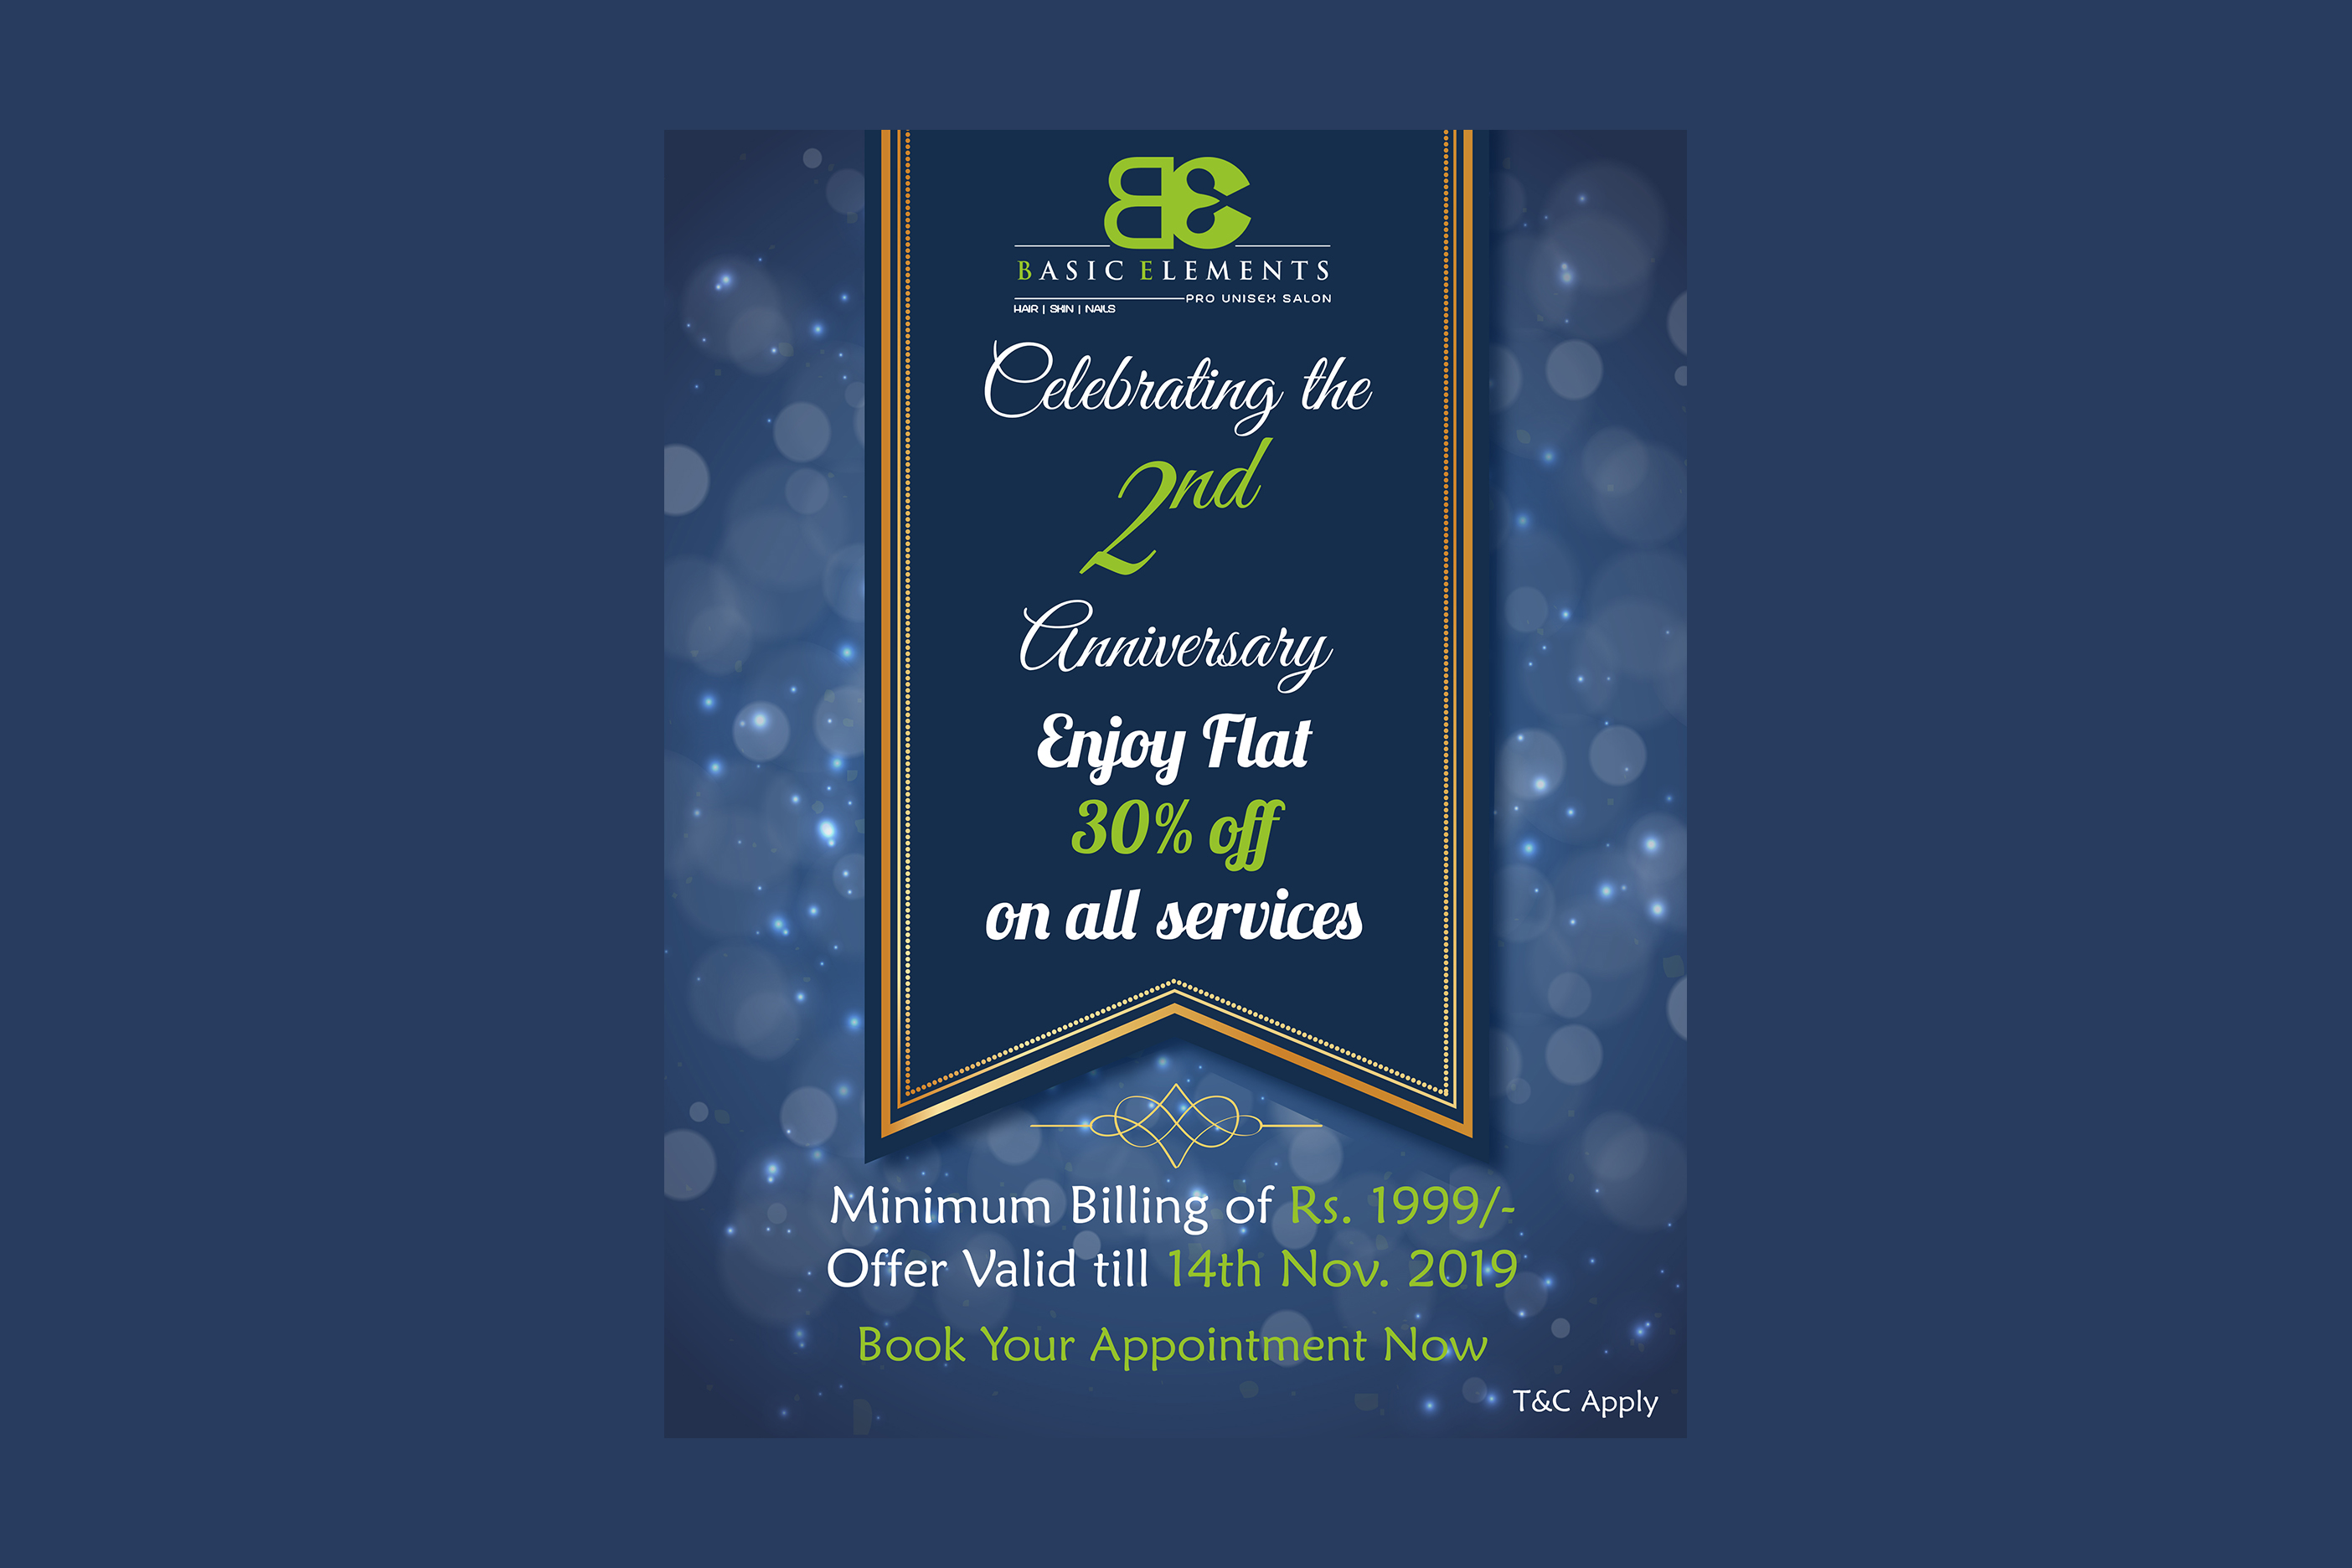 BASIC ELEMENTS
PRO UNISEX SALON
HAIR | SKIN | NAILS
Celebrating the
2nd
Anniversary
Enjoy Flat
30% off
on all services
Minimum Billing of Rs. 1999/-
Offer Valid till 14th Nov. 2019
Book Your Appointment Now
T&C Apply